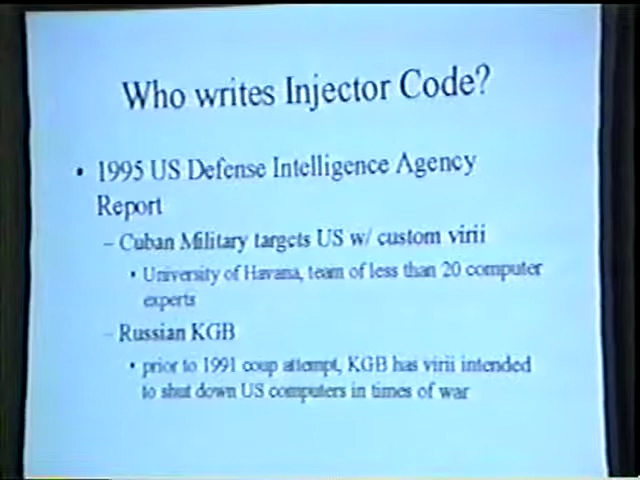 Who writes Injector Code?
• 1995 US Defense Intelligence Agency
Report
– Cuban Military targets US w/ custom virii
• University of Havana, team of less than 20 computer
experts
– Russian KGB
• prior to 1991 coup attempt, KGB has virii intended
to shut down US computers in times of war